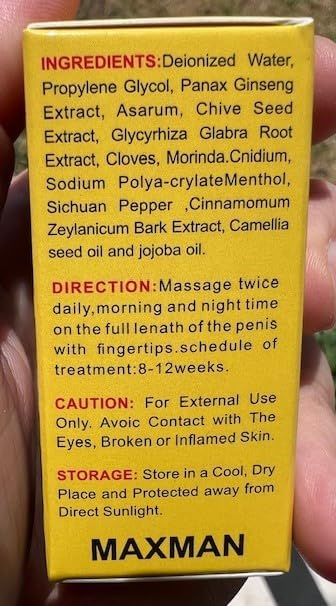 INGREDIENTS:Deionized Water,
Propylene Glycol, Panax Ginseng
Extract, Asarum, Chive Seed
Extract, Glycyrhiza Glabra Root
Extract, Cloves, Morinda.Cnidium,
Sodium Polya-crylateMenthol,
Sichuan Pepper ,Cinnamomum
Zeylanicum Bark Extract, Camellia
seed oil and jojoba oil.
DIRECTION:Massage twice
daily,morning and night time
on the full lenath of the penis
with fingertips.schedule of
treatment:8-12weeks.
CAUTION: For External Use
Only. Avoic Contact with The
Eyes, Broken or Inflamed Skin.
STORAGE: Store in a Cool, Dry
Place and Protected away from
Direct Sunlight.
MAXMAN